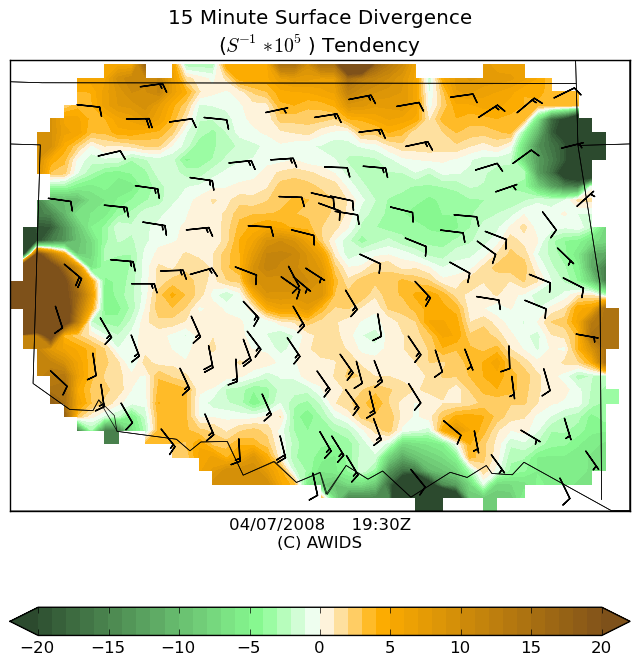 15 Minute Surface Divergence
(S⁻¹ * 10⁵ ) Tendency
04/07/2008 19:30Z
(C) AWIDS
−20 −15 −10 −5 0 5 10 15 20